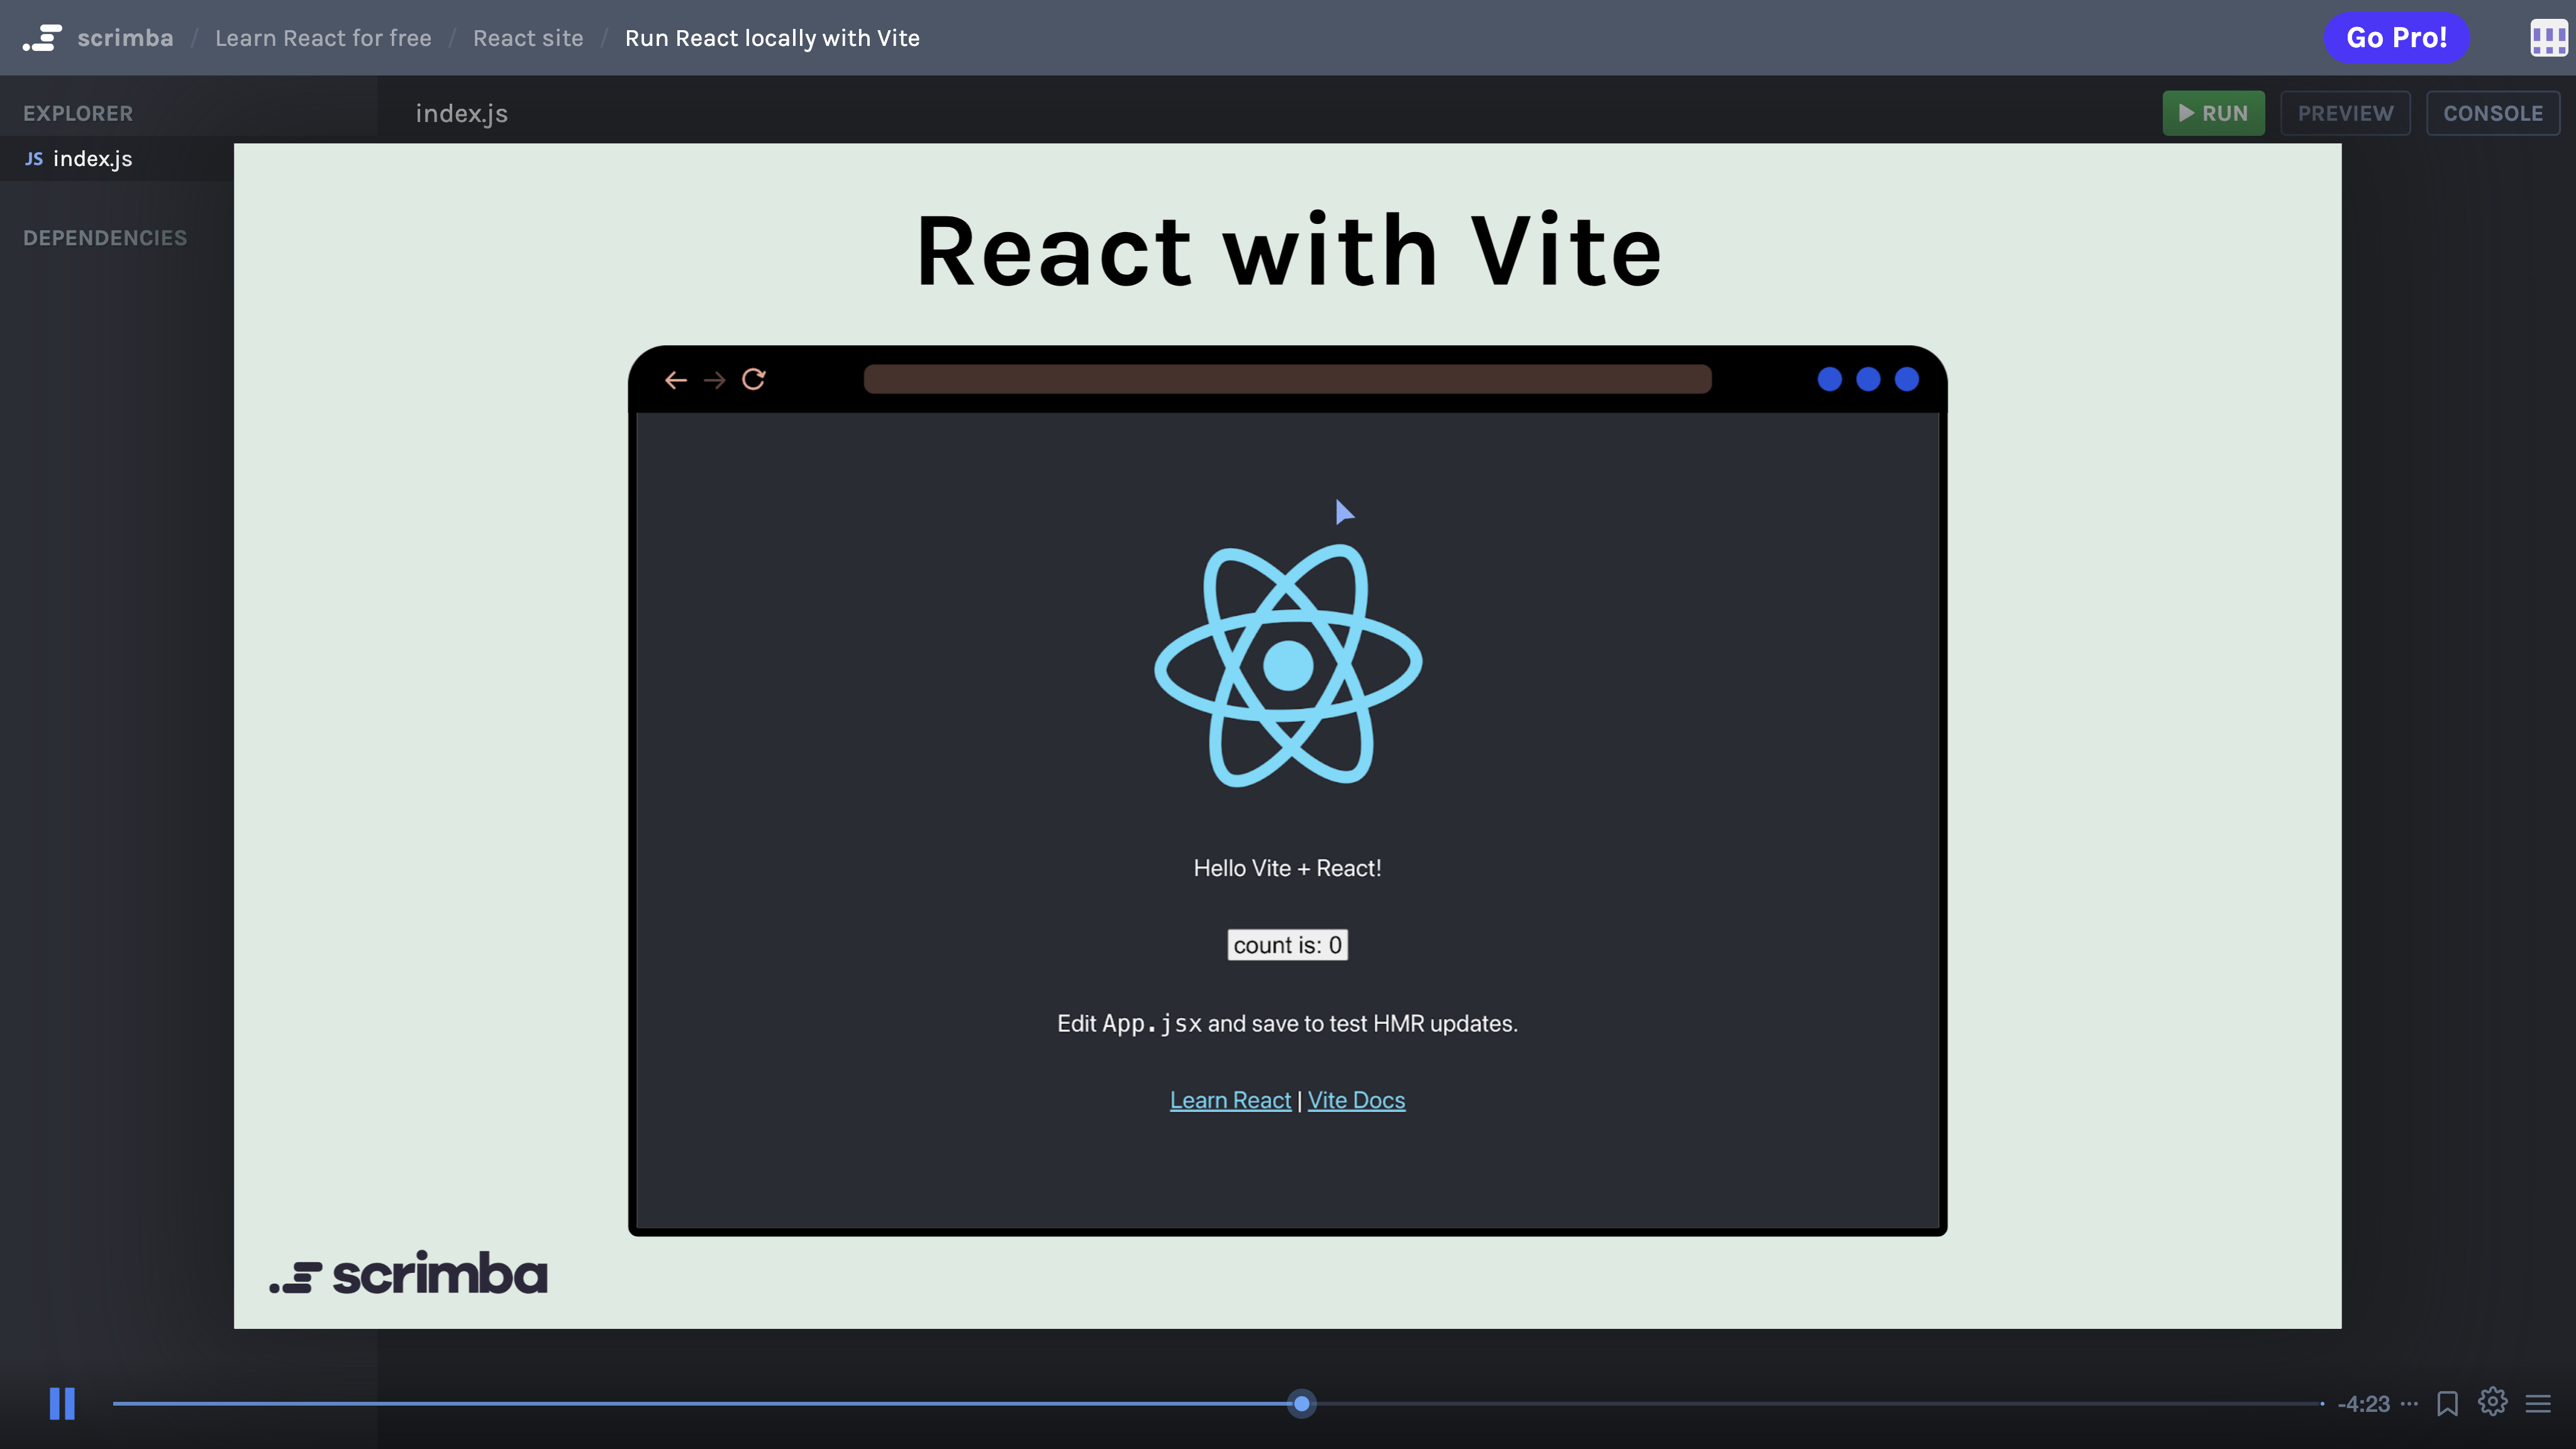 scrimba / Learn React for free / React site / Run React locally with Vite
Go Pro!
EXPLORER
index.js
RUN
PREVIEW
CONSOLE
JS index.js
DEPENDENCIES
React with Vite
Hello Vite + React!
count is: 0
Edit App.jsx and save to test HMR updates.
Learn React | Vite Docs
scrimba
-4:23